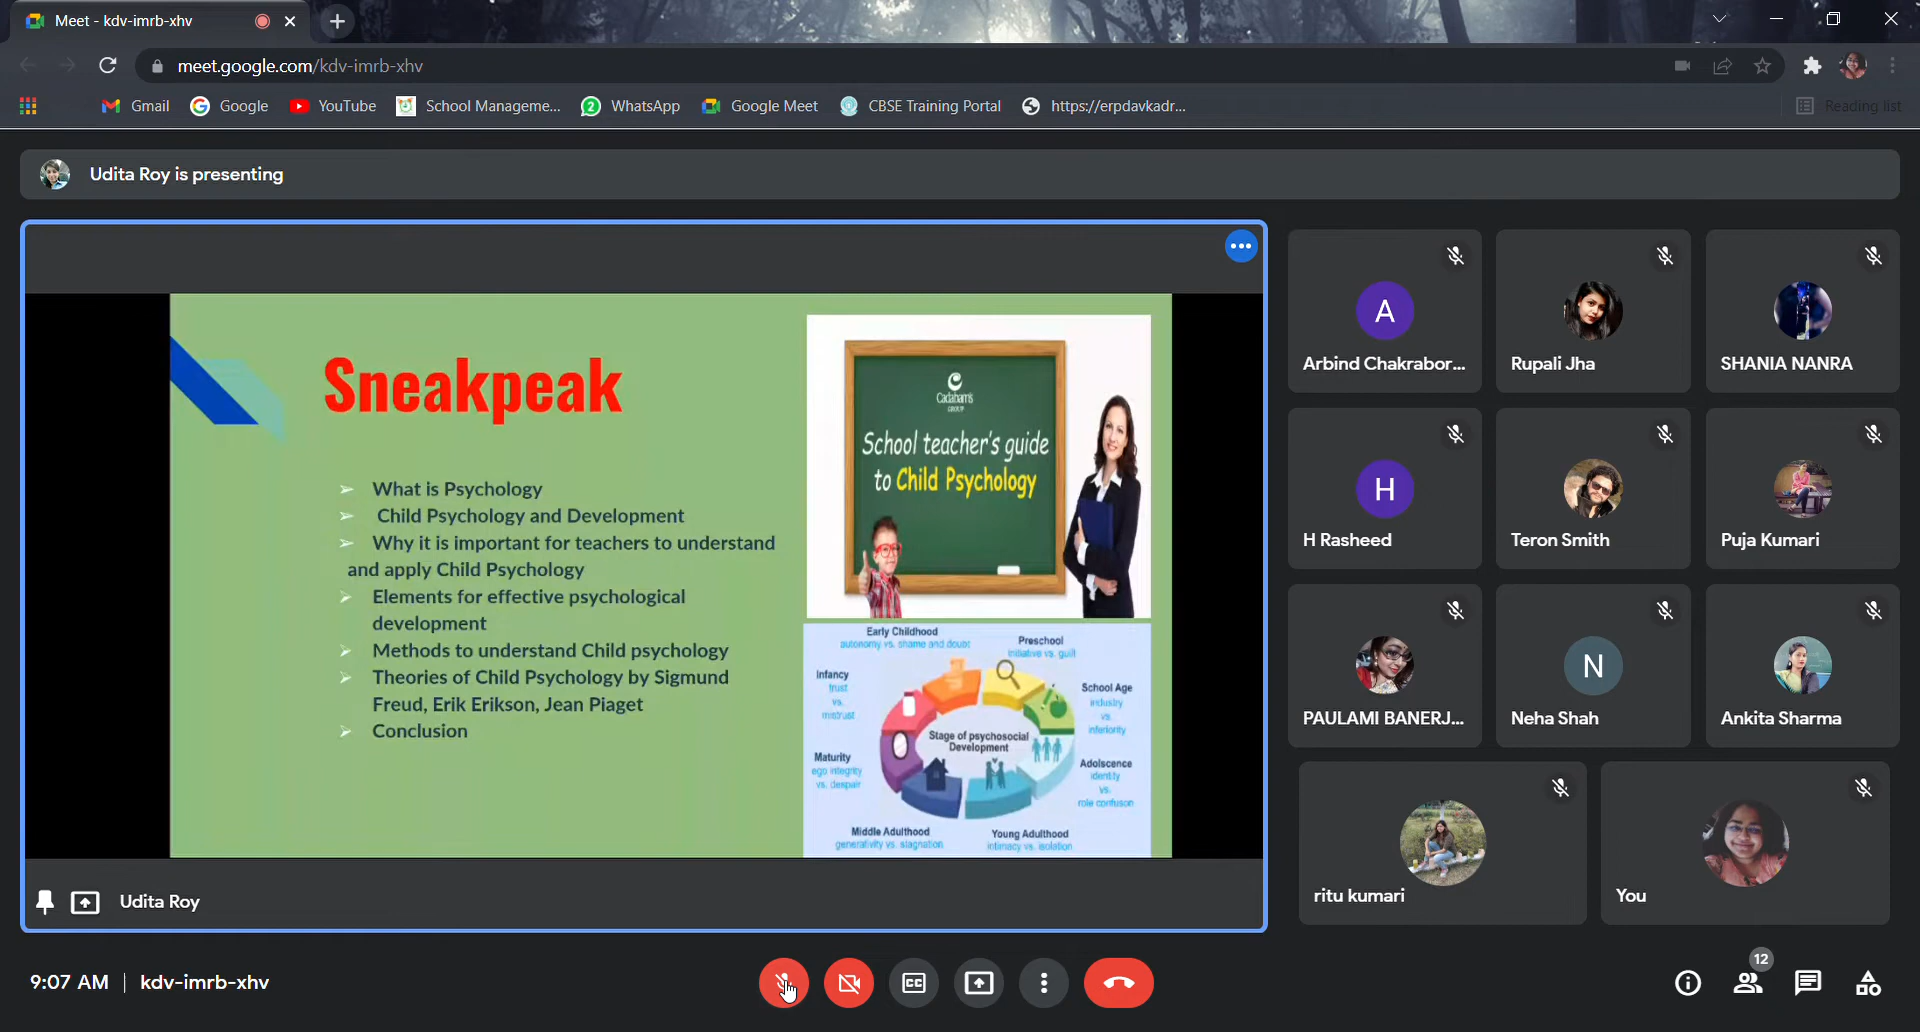 Meet - kdv-imrb-xhv
meet.google.com/kdv-imrb-xhv
Gmail
Google
YouTube
School Manageme...
2
WhatsApp
Google Meet
CBSE Training Portal
https://erpdavkadr...
Reading list
Udita Roy is presenting
Sneakpeak
What is Psychology
Child Psychology and Development
Why it is important for teachers to understand
and apply Child Psychology
Elements for effective psychological
development
Methods to understand Child psychology
Theories of Child Psychology by Sigmund
Freud, Erik Erikson, Jean Piaget
Conclusion
Cadabam's
GROUP
School teacher's guide
to Child Psychology
Early Childhood
autonomy vs. shame and doubt
Preschool
initiative vs. guilt
Infancy
trust
vs.
mistrust
School Age
industry
vs.
inferiority
Stage of psychosocial
Development
Maturity
ego integrity
vs. despair
Adolscence
identity
vs.
role confusion
Middle Adulthood
generativity vs. stagnation
Young Adulthood
intimacy vs. isolation
Udita Roy
A
Arbind Chakrabor...
Rupali Jha
SHANIA NANRA
H
H Rasheed
Teron Smith
Puja Kumari
PAULAMI BANERJ...
N
Neha Shah
Ankita Sharma
ritu kumari
You
9:07 AM | kdv-imrb-xhv
CC
12